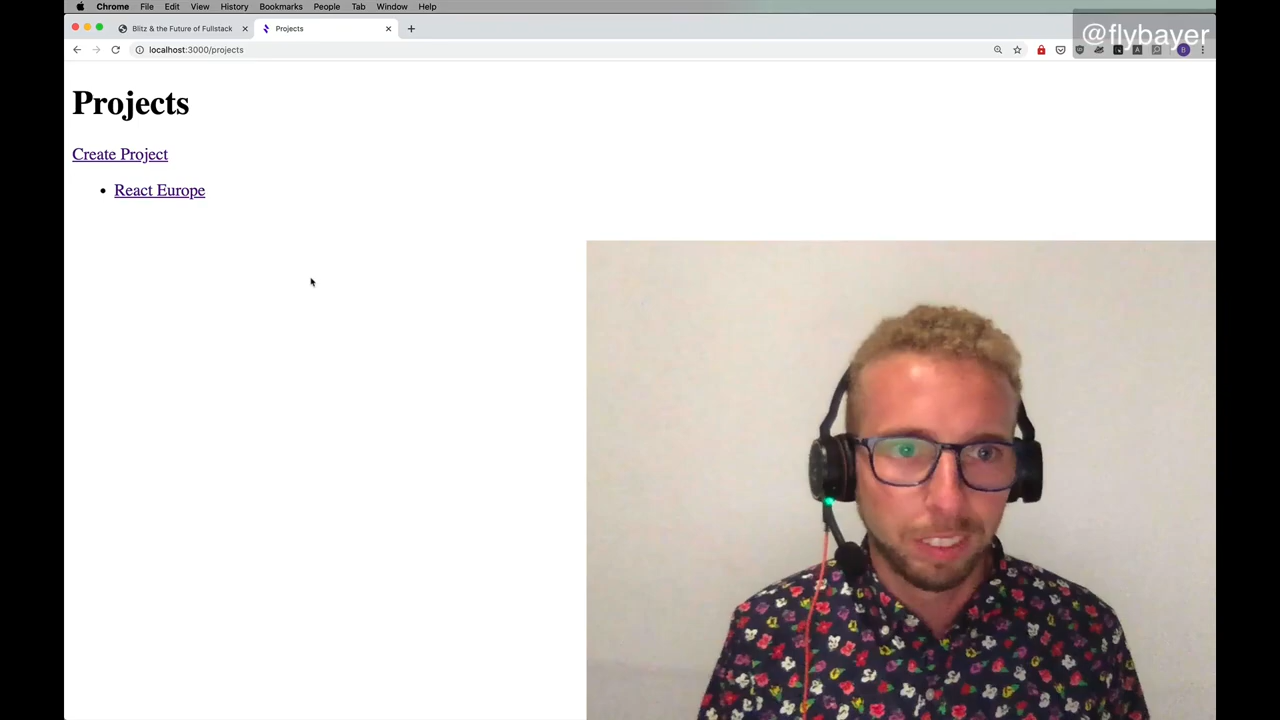 Chrome File Edit View History Bookmarks People Tab Window Help
Blitz & the Future of Fullstack
Projects
localhost:3000/projects
@flybayer
Projects
Create Project
React Europe